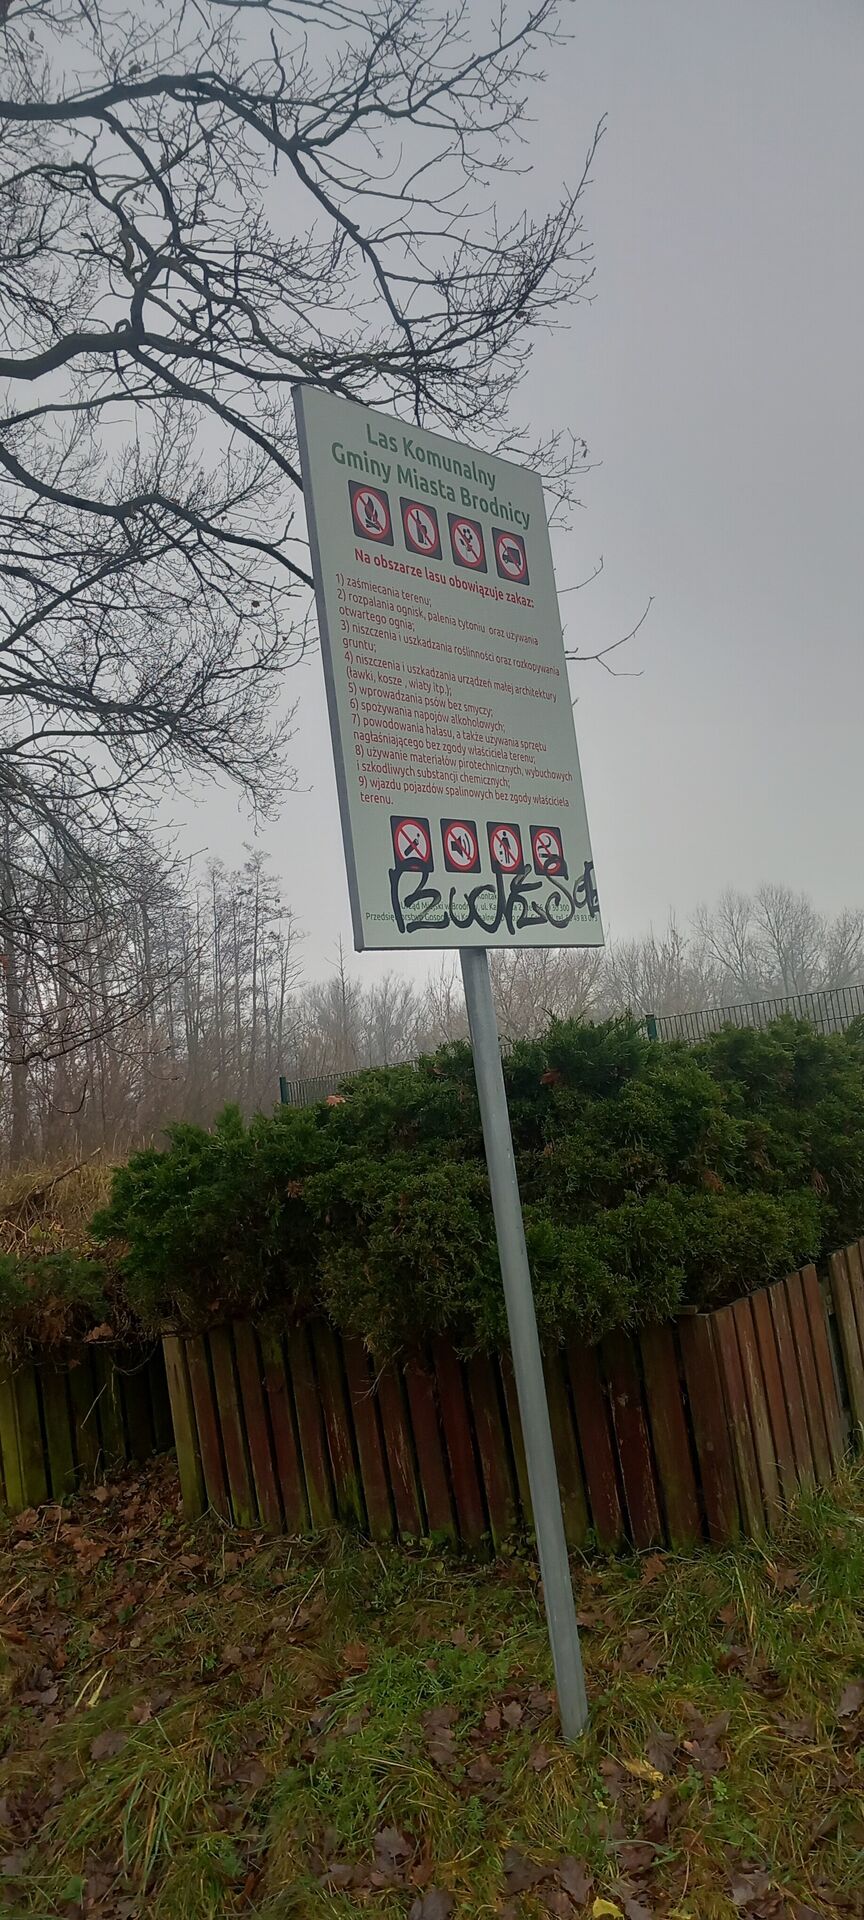 Las Komunalny
Gminy Miasta Brodnicy
Na obszarze lasu obowiązuje zakaz:
1) zaśmiecania terenu;
2) rozpalania ognisk, palenia tytoniu oraz używania
otwartego ognia;
3) niszczenia i uszkadzania roślinności oraz rozkopywania
gruntu;
4) niszczenia i uszkadzania urządzeń małej architektury
(ławki, kosze , wiaty itp.);
5) wprowadzania psów bez smyczy;
6) spożywania napojów alkoholowych;
7) powodowania hałasu, a także używania sprzętu
nagłaśniającego bez zgody właściciela terenu;
8) używanie materiałów pirotechnicznych, wybuchowych
i szkodliwych substancji chemicznych;
9) wjazdu pojazdów spalinowych bez zgody właściciela
terenu.
Miejski w ul.
tel.